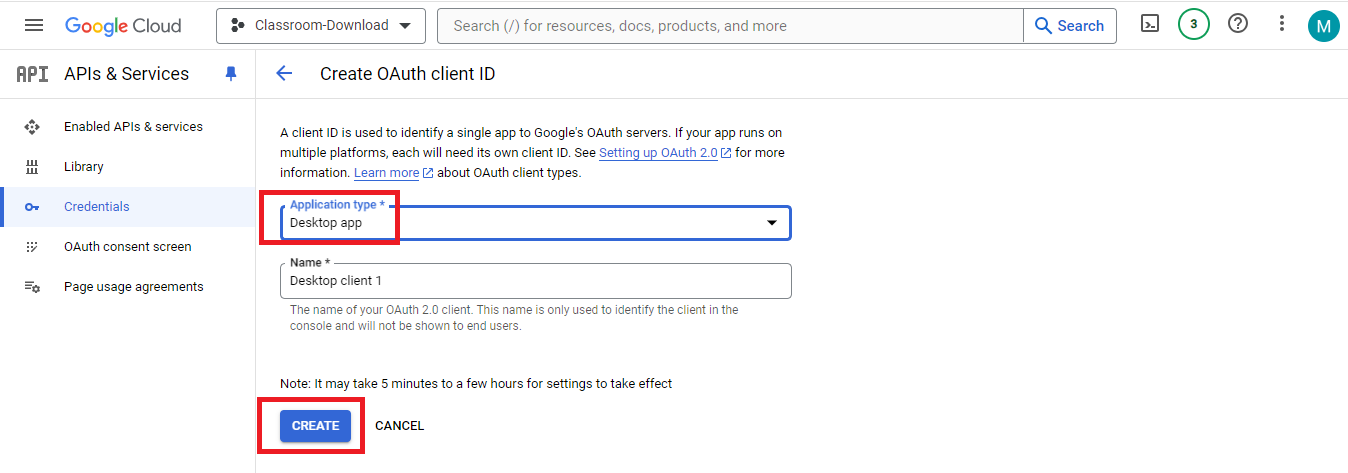 Google Cloud
Classroom-Download
Search (/) for resources, docs, products, and more
Search
3
M
API
APIs & Services
Create OAuth client ID
Enabled APIs & services
Library
Credentials
OAuth consent screen
Page usage agreements
A client ID is used to identify a single app to Google's OAuth servers. If your app runs on
multiple platforms, each will need its own client ID. See Setting up OAuth 2.0 for more
information. Learn more about OAuth client types.
Application type *
Desktop app
Name *
Desktop client 1
The name of your OAuth 2.0 client. This name is only used to identify the client in the
console and will not be shown to end users.
Note: It may take 5 minutes to a few hours for settings to take effect
CREATE
CANCEL